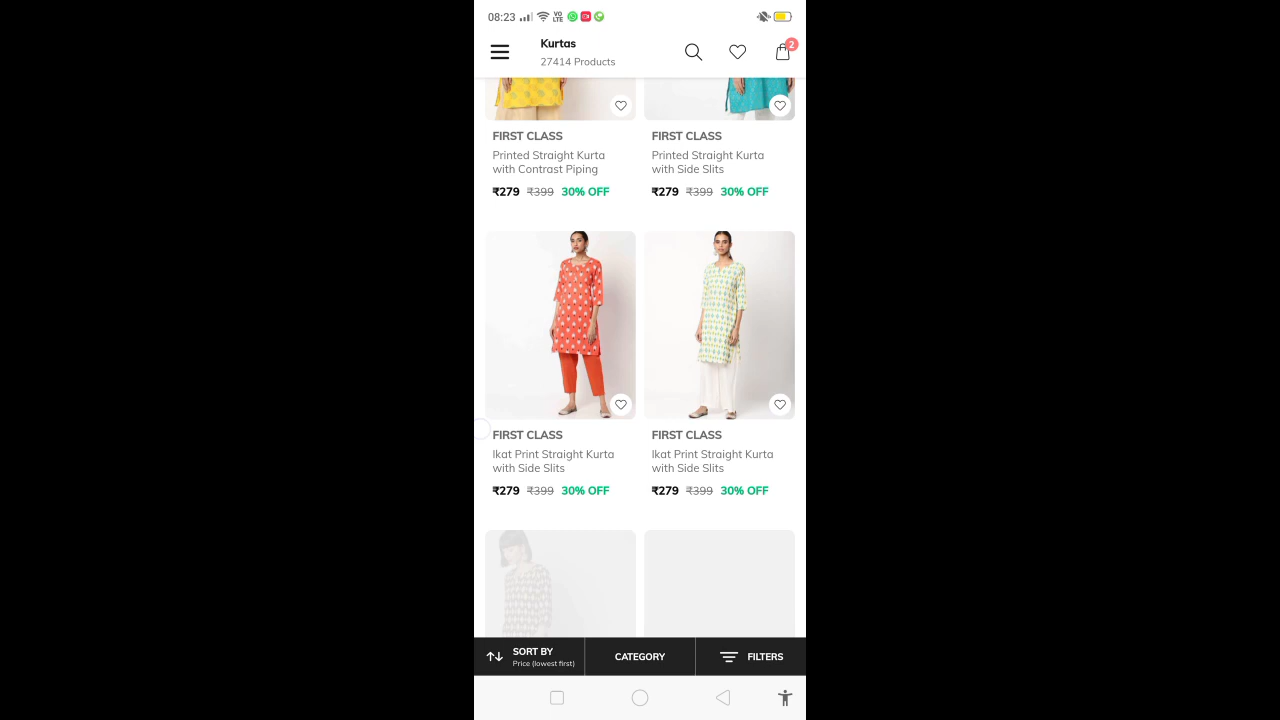 08:23 VO LTE
Kurtas
27414 Products
2
FIRST CLASS
Printed Straight Kurta
with Contrast Piping
₹279 ₹399 30% OFF
FIRST CLASS
Printed Straight Kurta
with Side Slits
₹279 ₹399 30% OFF
FIRST CLASS
Ikat Print Straight Kurta
with Side Slits
₹279 ₹399 30% OFF
FIRST CLASS
Ikat Print Straight Kurta
with Side Slits
₹279 ₹399 30% OFF
SORT BY
Price (lowest first)
CATEGORY
FILTERS